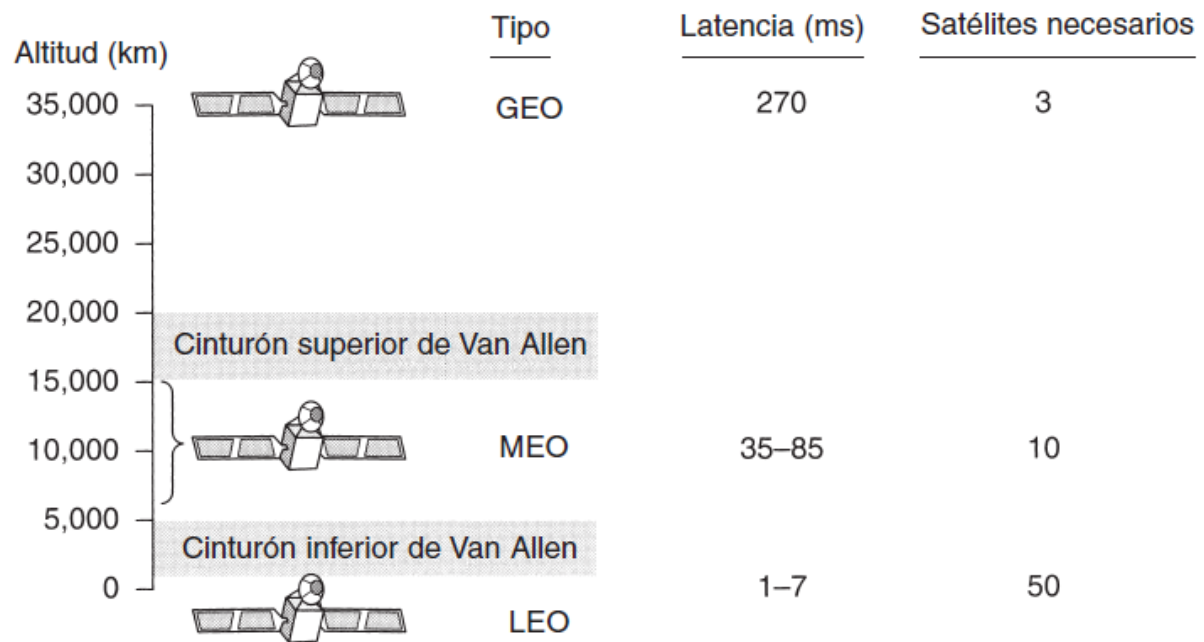 Altitud (km) Tipo Latencia (ms) Satélites necesarios
35,000 GEO 270 3
30,000
25,000
20,000
Cinturón superior de Van Allen
15,000
10,000 MEO 35–85 10
5,000
Cinturón inferior de Van Allen
0 1–7 50
LEO